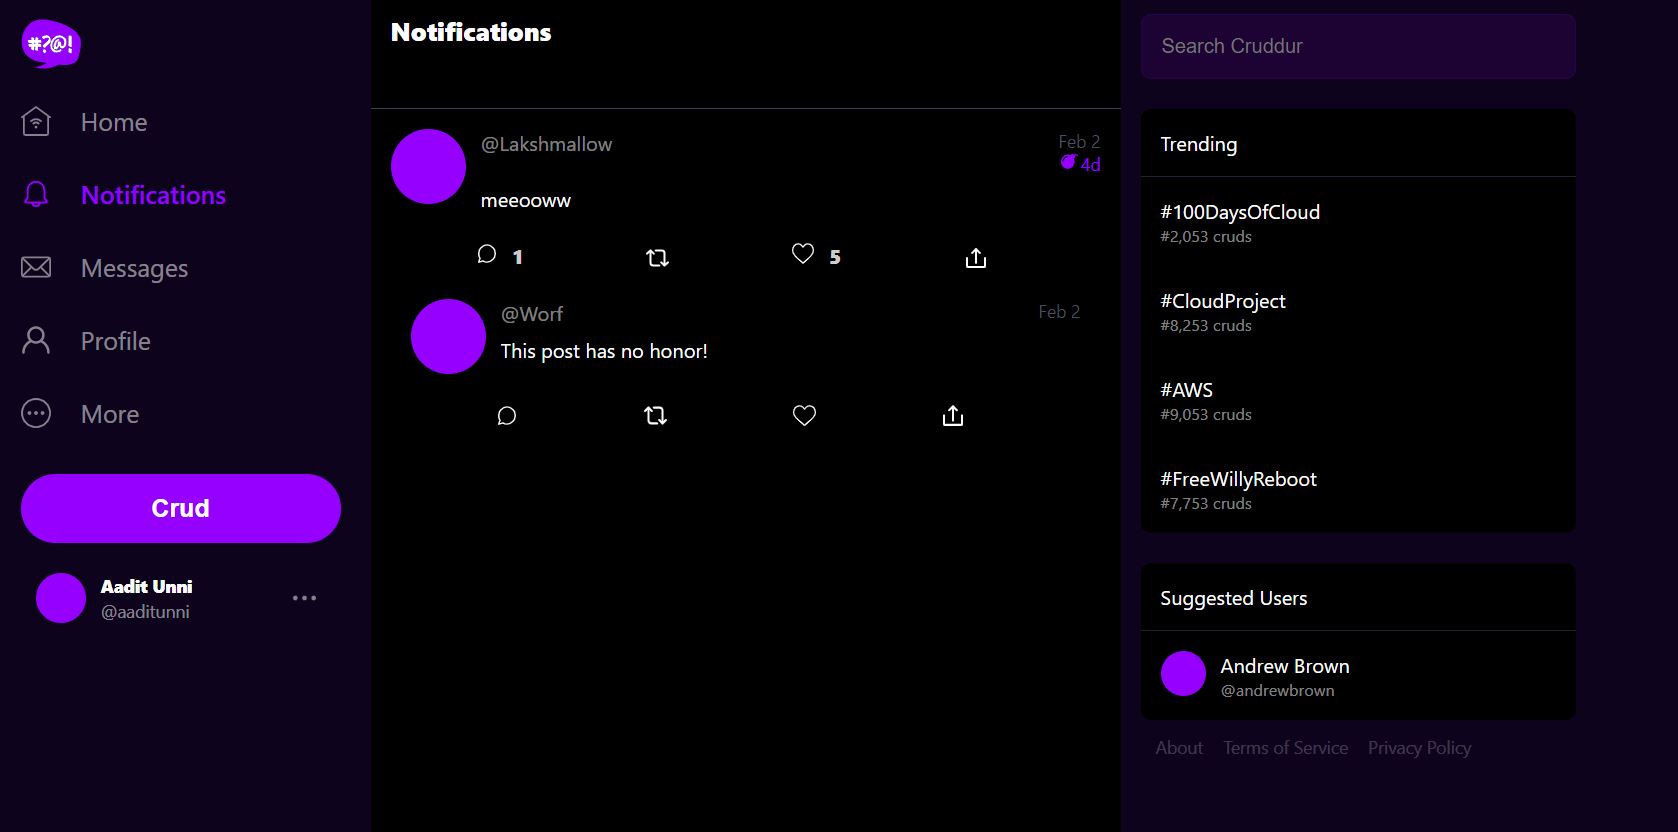 #?@!
Home
Notifications
Messages
Profile
More
Crud
Aadit Unni
@aaditunni
Notifications
@Lakshmallow
Feb 2
4d
meeooww
1
5
@Worf
Feb 2
This post has no honor!
Search Cruddur
Trending
#100DaysOfCloud
#2,053 cruds
#CloudProject
#8,253 cruds
#AWS
#9,053 cruds
#FreeWillyReboot
#7,753 cruds
Suggested Users
Andrew Brown
@andrewbrown
About Terms of Service Privacy Policy